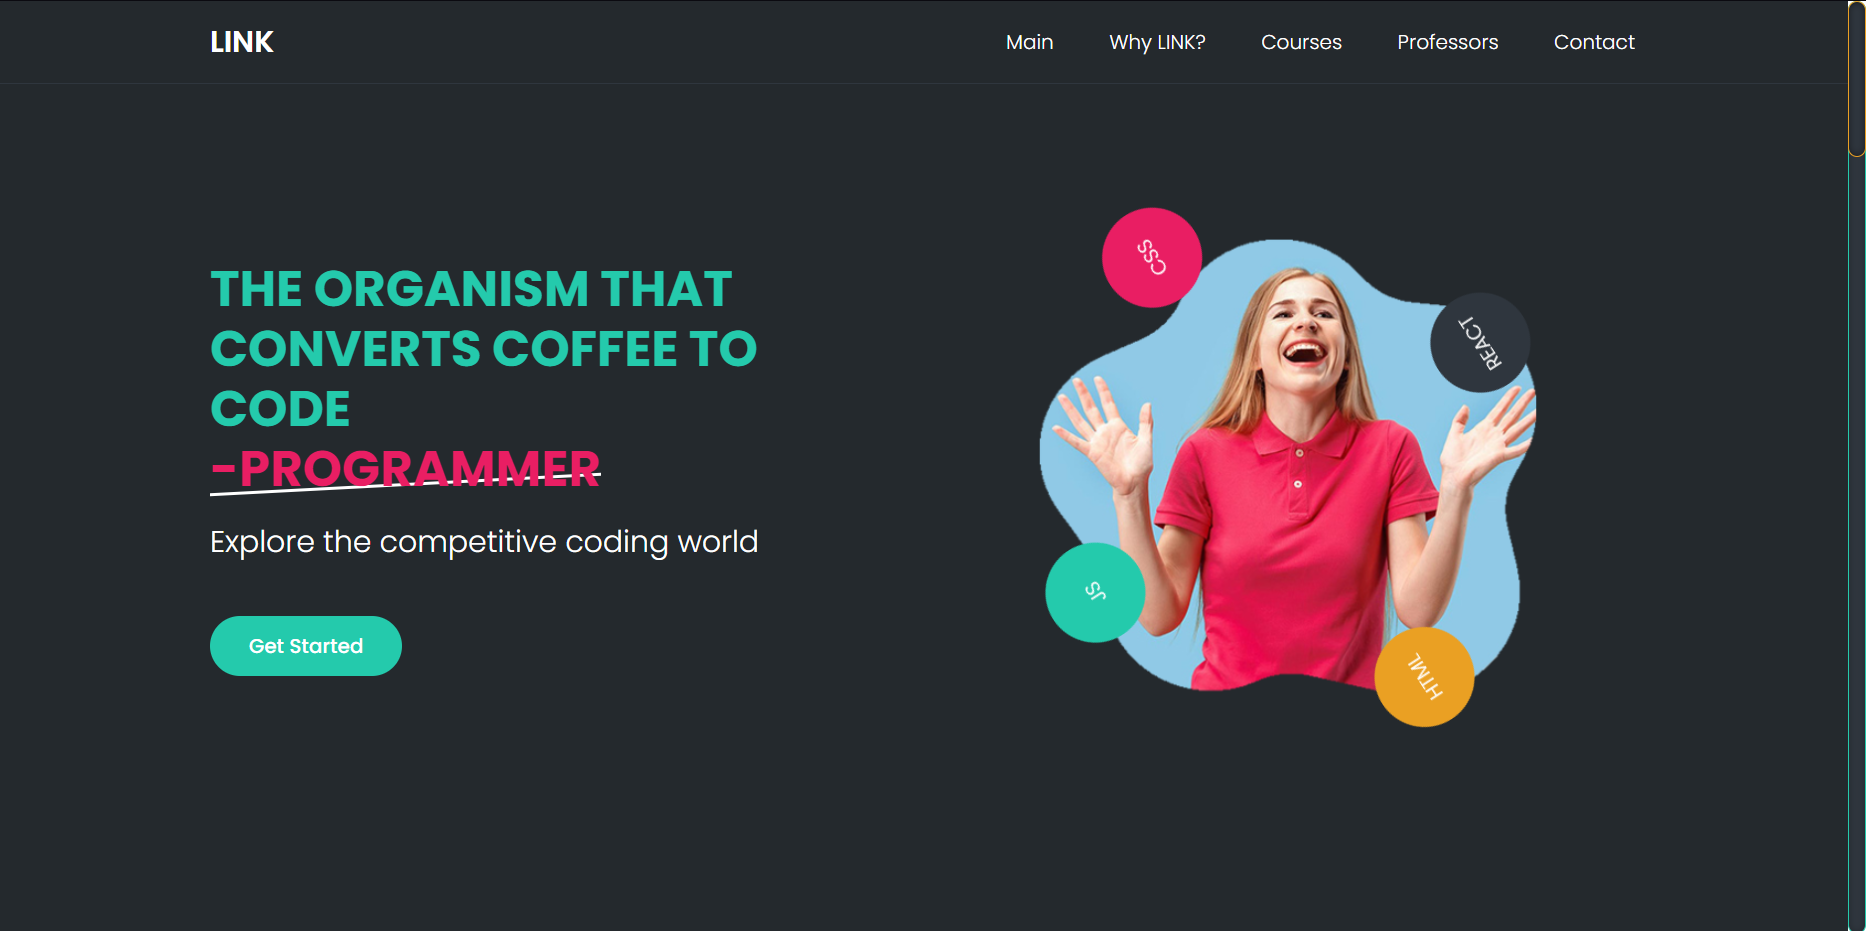 LINK
Main Why LINK? Courses Professors Contact
THE ORGANISM THAT
CONVERTS COFFEE TO
CODE
-PROGRAMMER
Explore the competitive coding world
Get Started
CSS
REACT
JS
HTML